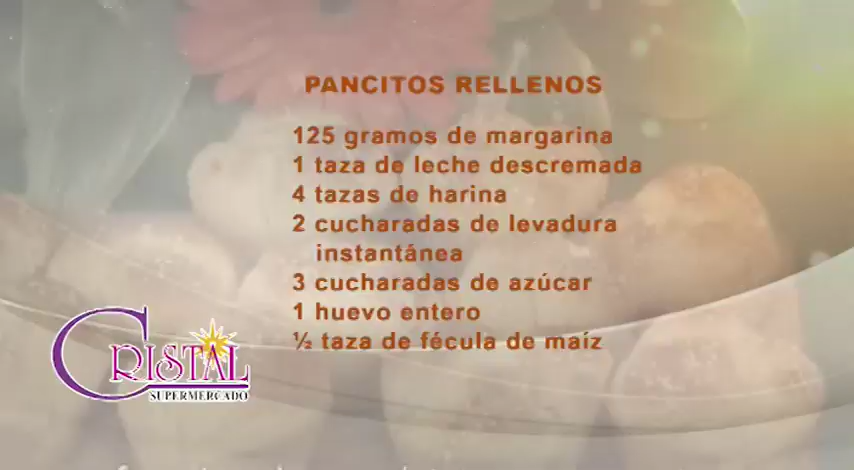 PANCITOS RELLENOS
125 gramos de margarina
1 taza de leche descremada
4 tazas de harina
2 cucharadas de levadura
instantánea
3 cucharadas de azúcar
1 huevo entero
½ taza de fécula de maíz
CRISTAL
SUPERMERCADO